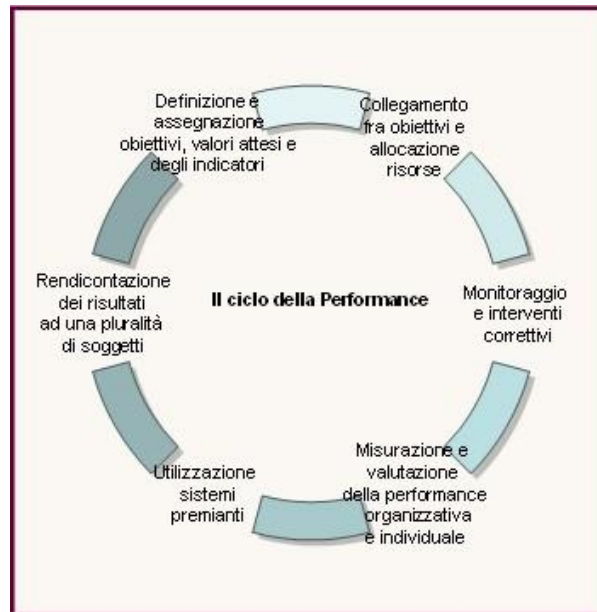 Definizione e
assegnazione
obiettivi, valori attesi e
degli indicatori
Collegamento
fra obiettivi e
allocazione
risorse
Monitoraggio
e interventi
correttivi
Misurazione e
valutazione
della performance
organizzativa
e individuale
Utilizzazione
sistemi
premianti
Rendicontazione
dei risultati
ad una pluralità
di soggetti
Il ciclo della Performance